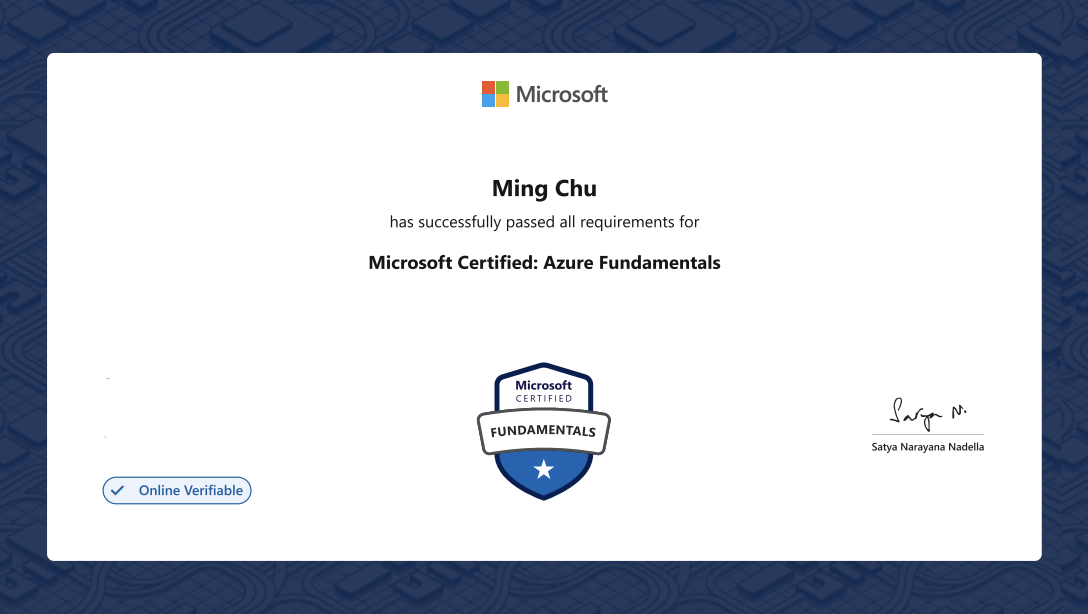 Microsoft
Ming Chu
has successfully passed all requirements for
Microsoft Certified: Azure Fundamentals
Microsoft
CERTIFIED
FUNDAMENTALS
Satya N.
Satya Narayana Nadella
Online Verifiable